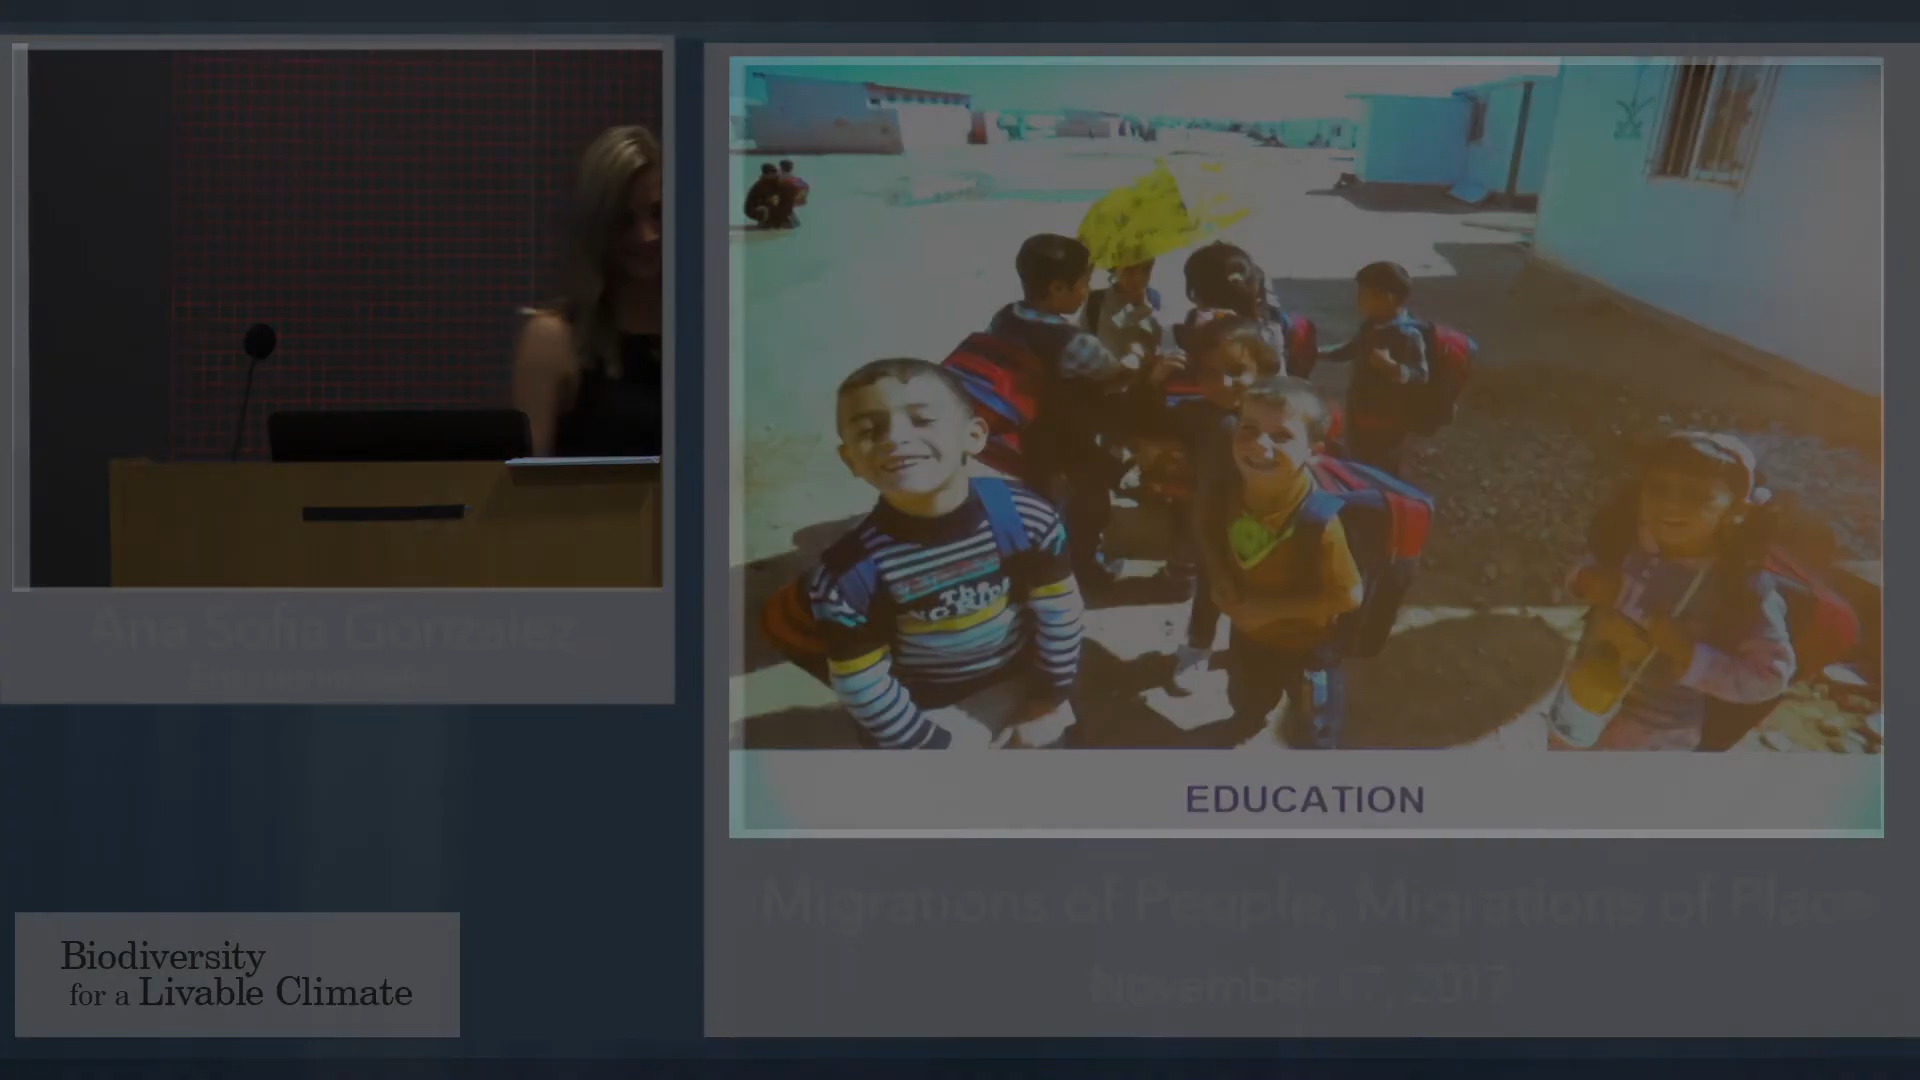 Ana Sofia Gonzalez
EDUCATION
Migrations of People, Migrations of Place
November 17, 2017
Biodiversity
for a Livable Climate